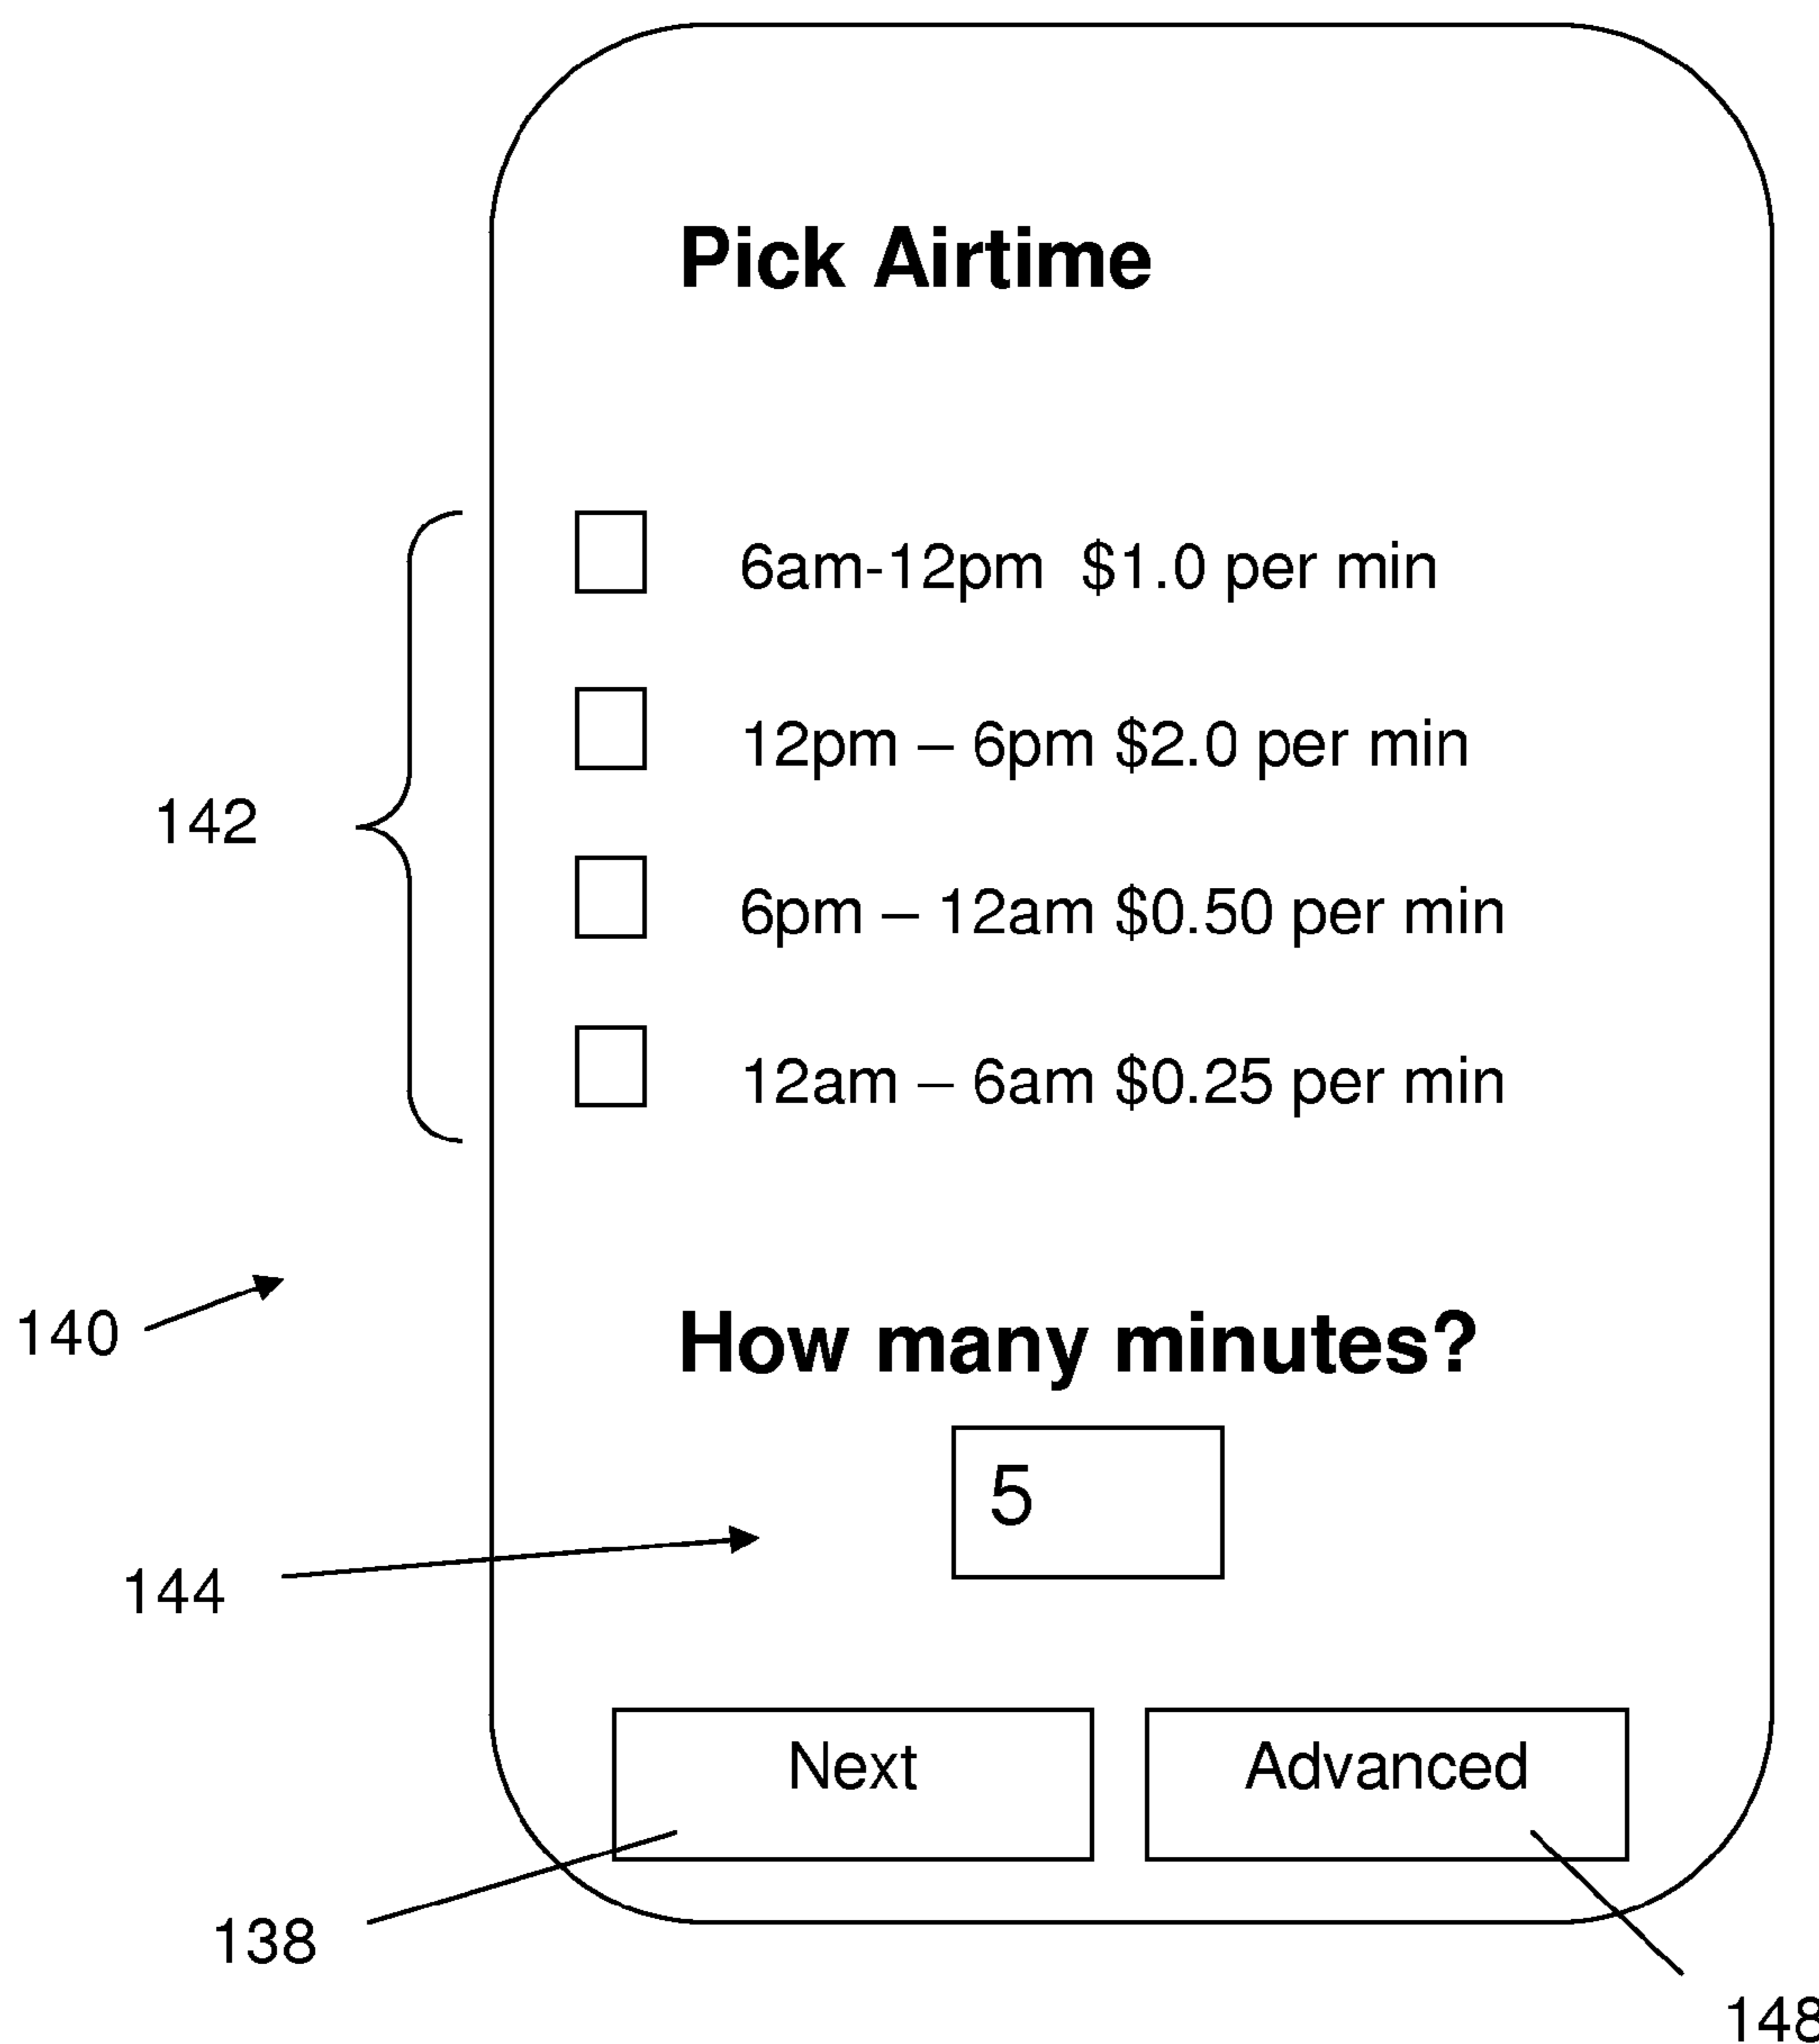 Pick Airtime
6am-12pm $1.0 per min
12pm – 6pm $2.0 per min
142
6pm – 12am $0.50 per min
12am – 6am $0.25 per min
140
How many minutes?
5
144
Next
Advanced
138
148